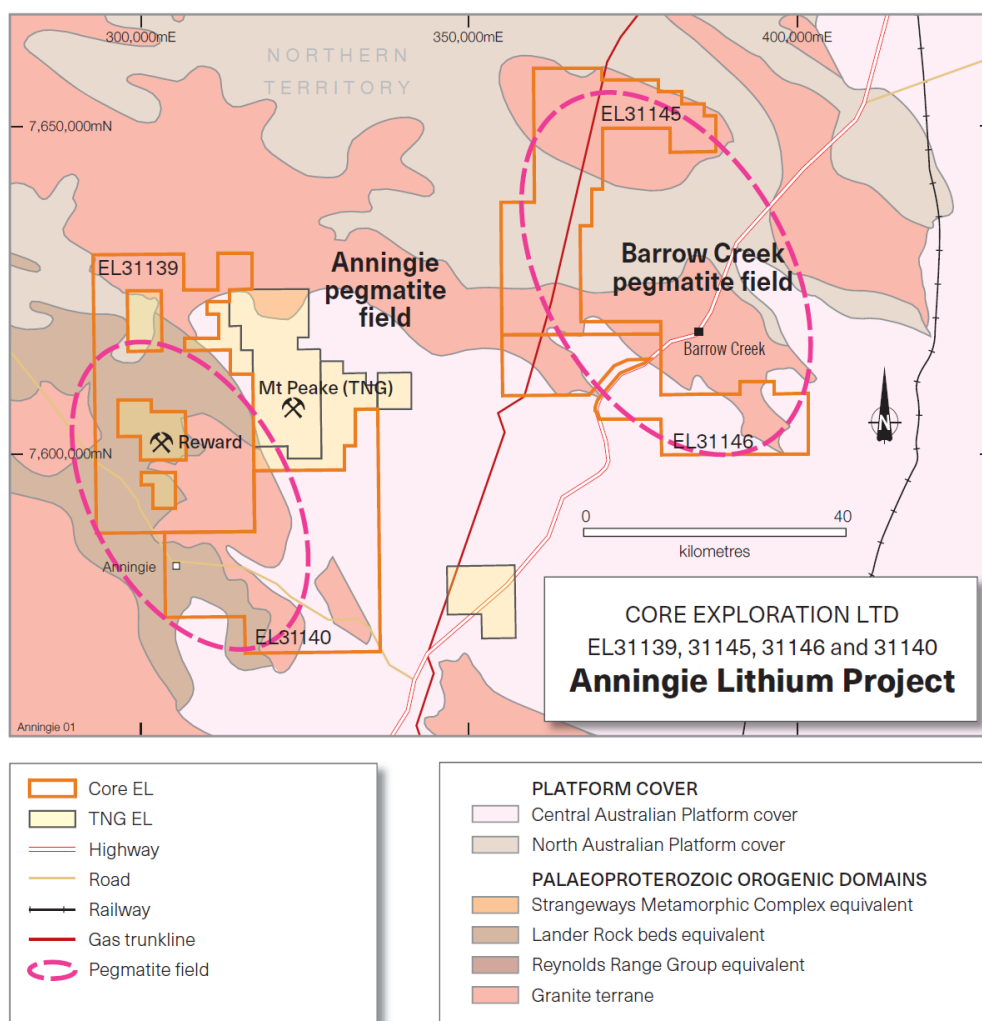 300,000mE
350,000mE
400,000mE
NORTHERN
TERRITORY
7,650,000mN
EL31145
EL31139
Anningie
pegmatite
field
Barrow Creek
pegmatite field
Barrow Creek
Mt Peake (TNG)
Reward
7,600,000mN
EL31146
N
0
40
kilometres
Anningie
EL31140
CORE EXPLORATION LTD
EL31139, 31145, 31146 and 31140
Anningie Lithium Project
Anningie 01
Core EL
TNG EL
Highway
Road
Railway
Gas trunkline
Pegmatite field
PLATFORM COVER
Central Australian Platform cover
North Australian Platform cover
PALAEOPROTEROZOIC OROGENIC DOMAINS
Strangeways Metamorphic Complex equivalent
Lander Rock beds equivalent
Reynolds Range Group equivalent
Granite terrane